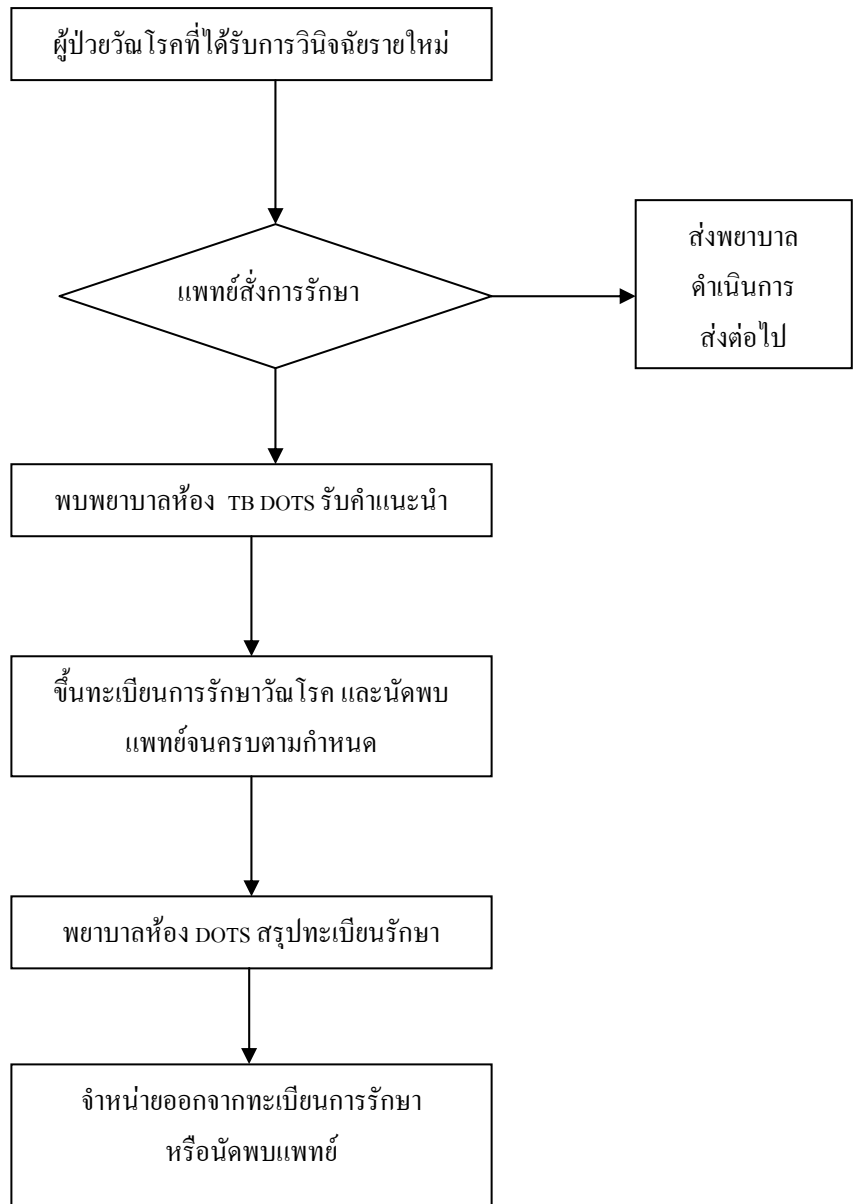 ผู้ป่วยวัณโรคที่ได้รับการวินิจฉัยรายใหม่
แพทย์สั่งการรักษา
ส่งพยาบาล
ดำเนินการ
ส่งต่อไป
พบพยาบาลห้อง TB DOTS รับคำแนะนำ
ขึ้นทะเบียนการรักษาวัณโรค และนัดพบ
แพทย์จนครบตามกำหนด
พยาบาลห้อง DOTS สรุปทะเบียนรักษา
จำหน่ายออกจากทะเบียนการรักษา
หรือนัดพบแพทย์